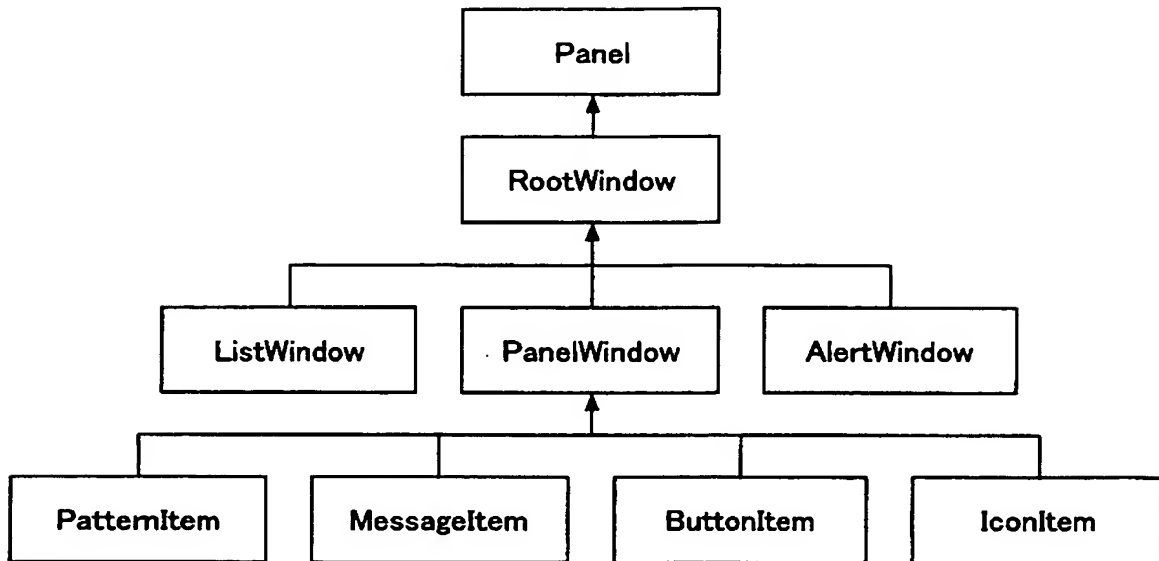 Panel
RootWindow
ListWindow
PanelWindow
AlertWindow
PatternItem
MessageItem
ButtonItem
IconItem